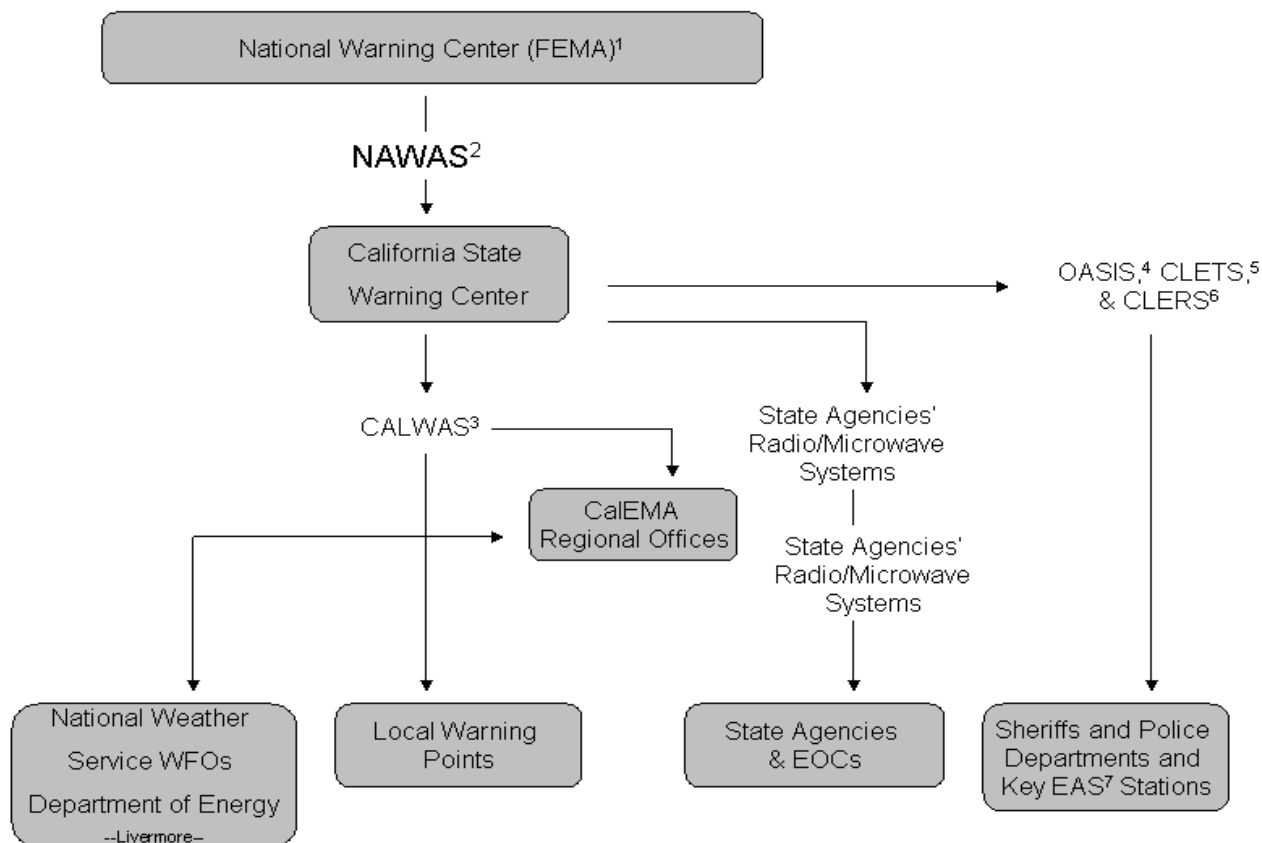 National Warning Center (FEMA)¹
NAWAS²
California State
Warning Center
OASIS,⁴ CLETS,⁵
& CLERS⁶
CALWAS³
State Agencies'
Radio/Microwave
Systems
CalEMA
Regional Offices
State Agencies'
Radio/Microwave
Systems
National Weather
Service WFOs
Department of Energy
--Livermore--
Local Warning
Points
State Agencies
& EOCs
Sheriffs and Police
Departments and
Key EAS⁷ Stations